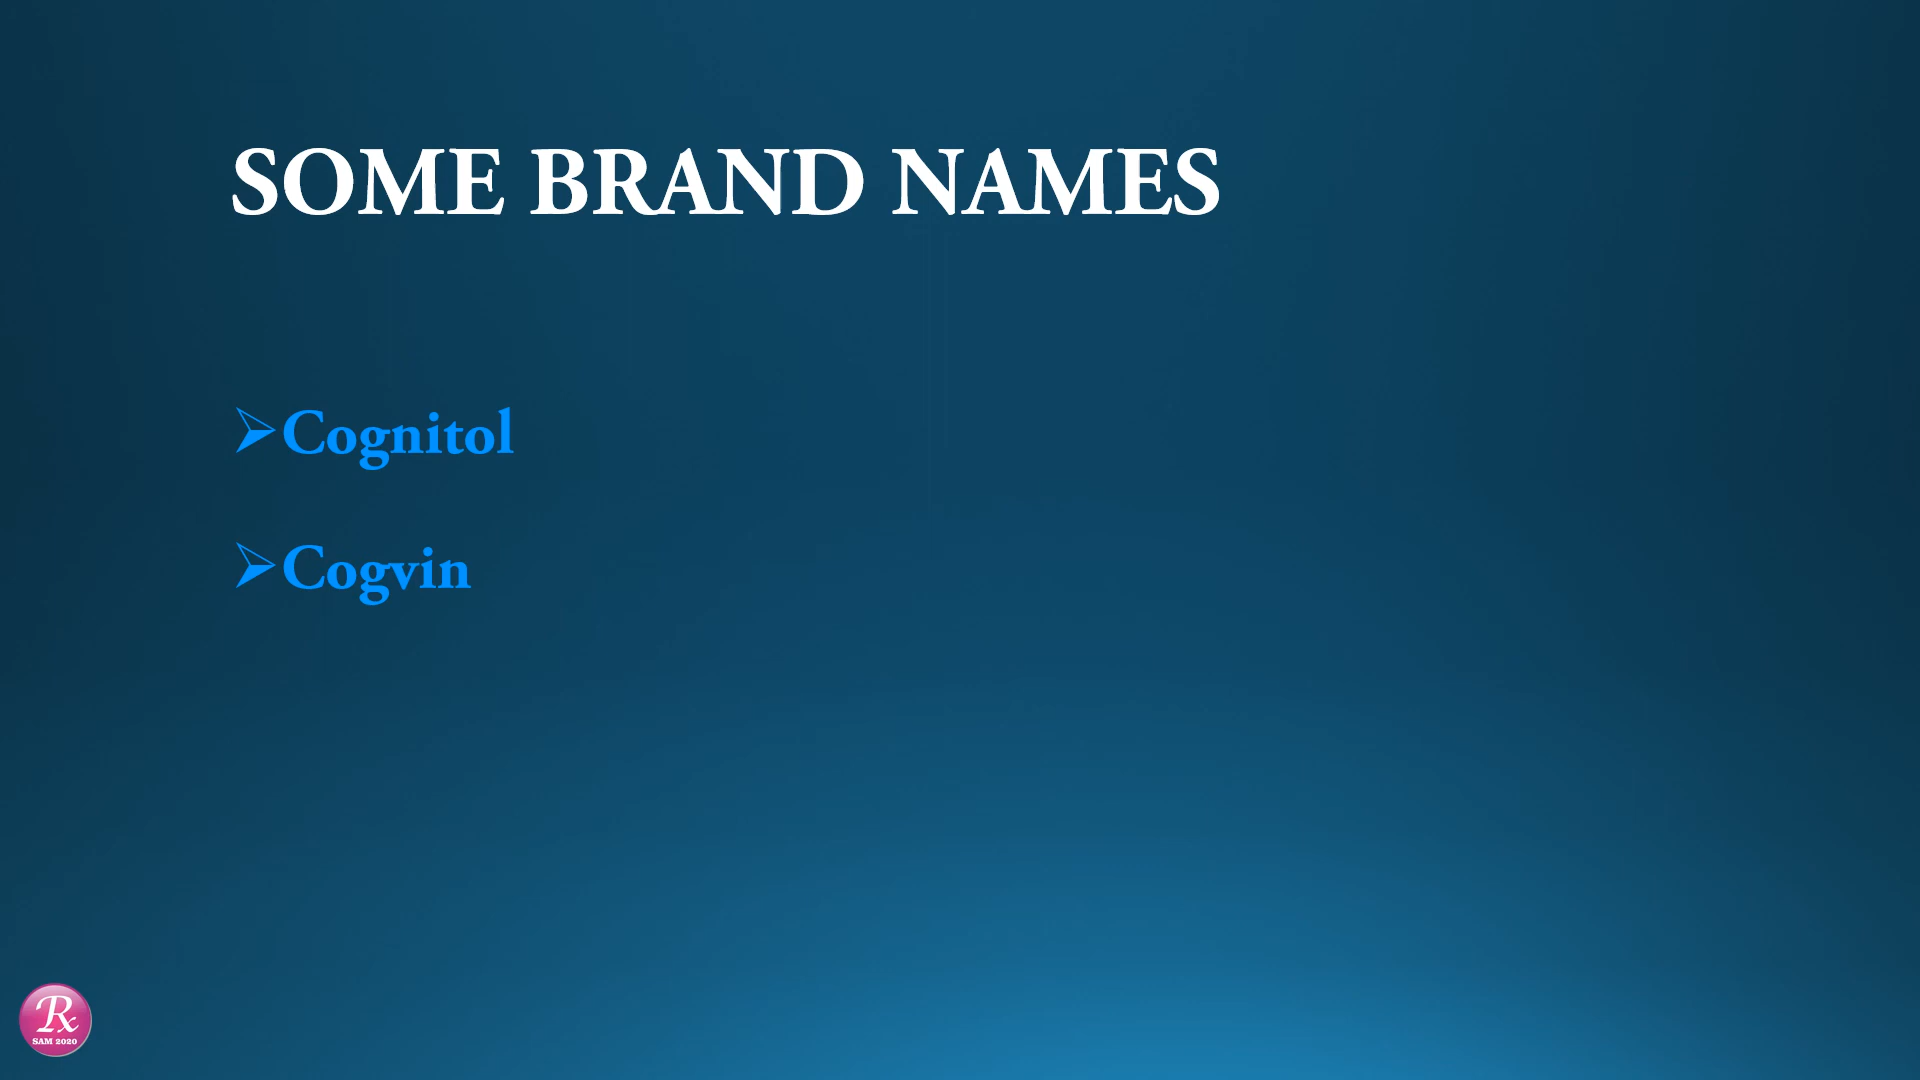 SOME BRAND NAMES
➢Cognitol
➢Cogvin
Rx
SAM 2020